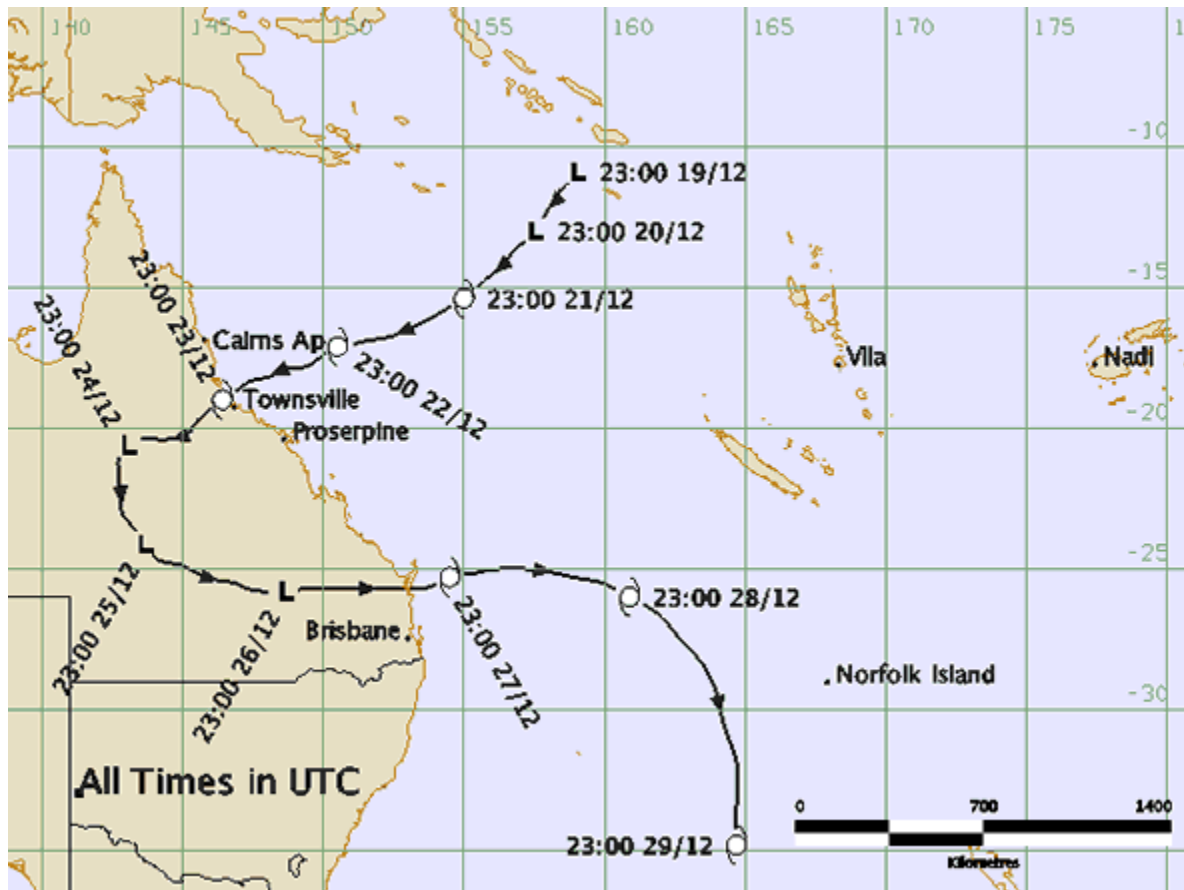 140 145 150 155 160 165 170 175 1
-10
L 23:00 19/12
L 23:00 20/12
-15
23:00 21/12
23:00 23/12
23:00 24/12
Cairns Ap
23:00 22/12
Vila
Nadi
Townsville
-20
Proserpine
L
L
-25
L
23:00 25/12
23:00 26/12
Brisbane
23:00 27/12
23:00 28/12
Norfolk Island
-30
All Times in UTC
0 700 1400
Kilometres
23:00 29/12